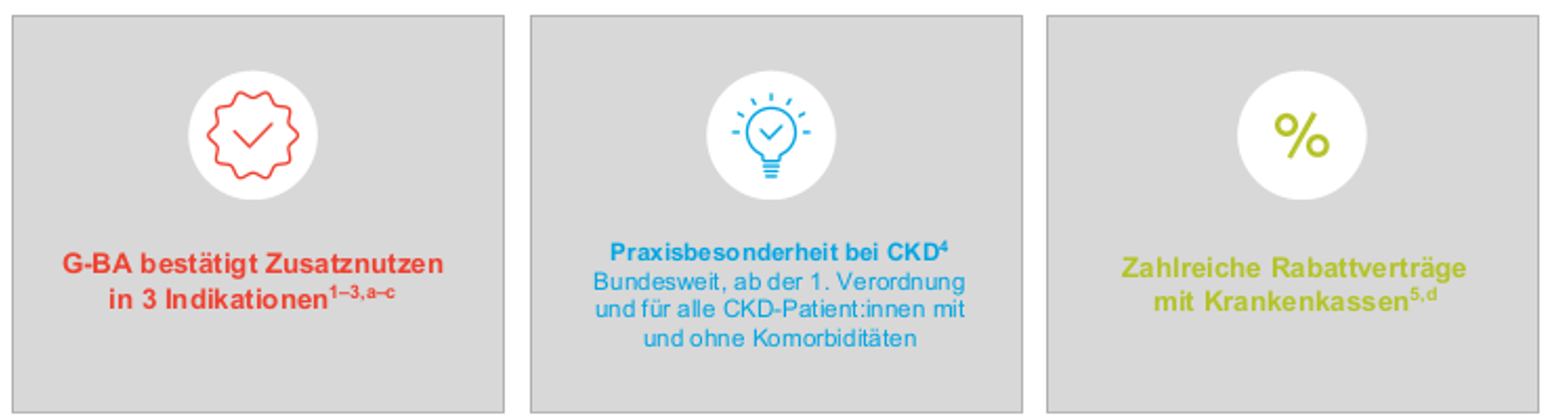 G-BA bestätigt Zusatznutzen
in 3 Indikationen¹⁻³,ᵃ⁻ᶜ
Praxisbesonderheit bei CKD⁴
Bundesweit, ab der 1. Verordnung
und für alle CKD-Patient:innen mit
und ohne Komorbiditäten
%
Zahlreiche Rabattverträge
mit Krankenkassen⁵,ᵈ